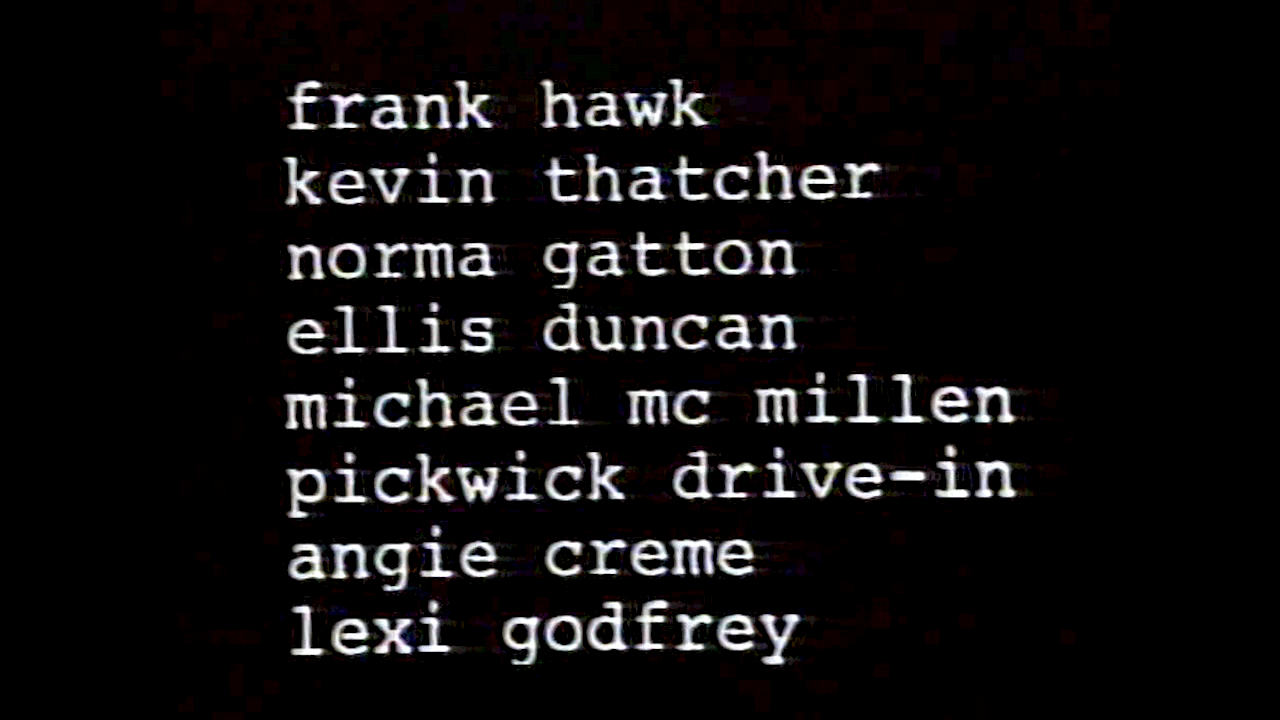 frank hawk
kevin thatcher
norma gatton
ellis duncan
michael mc millen
pickwick drive-in
angie creme
lexi godfrey